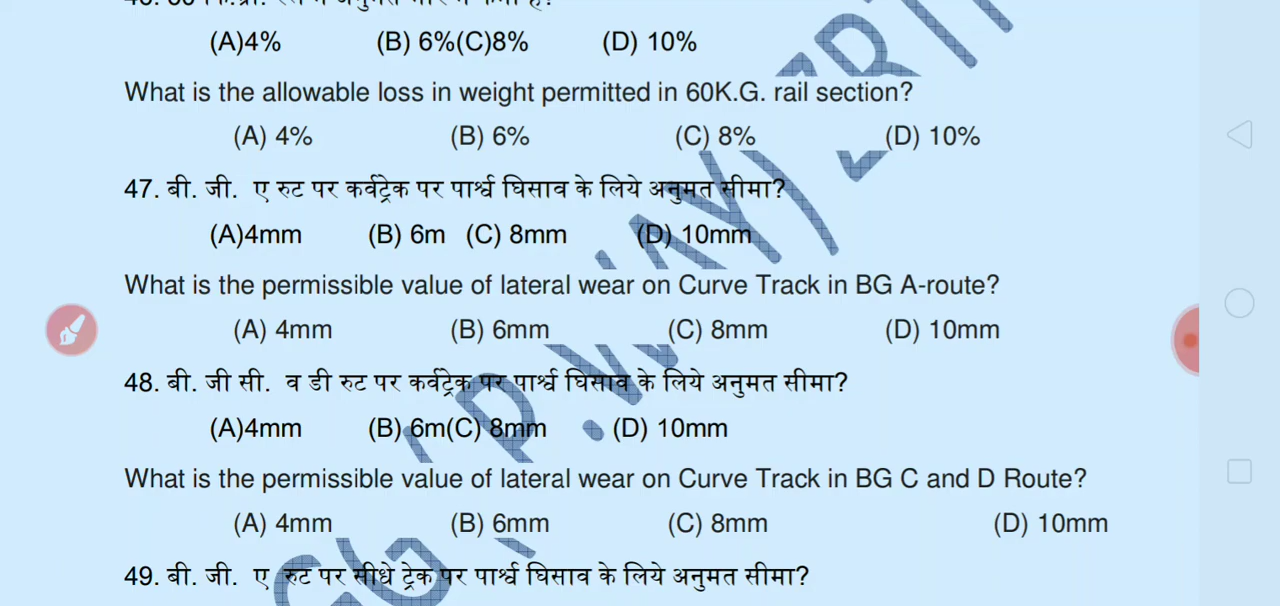 (A)4% (B) 6%(C)8% (D) 10%
What is the allowable loss in weight permitted in 60K.G. rail section?
(A) 4% (B) 6% (C) 8% (D) 10%
47. बी. जी. ए रुट पर कर्वट्रेक पर पार्श्व घिसाव के लिये अनुमत सीमा?
(A)4mm (B) 6m (C) 8mm (D) 10mm
What is the permissible value of lateral wear on Curve Track in BG A-route?
(A) 4mm (B) 6mm (C) 8mm (D) 10mm
48. बी. जी सी. व डी रुट पर कर्वट्रेक पर पार्श्व घिसाव के लिये अनुमत सीमा?
(A)4mm (B) 6m(C) 8mm (D) 10mm
What is the permissible value of lateral wear on Curve Track in BG C and D Route?
(A) 4mm (B) 6mm (C) 8mm (D) 10mm
49. बी. जी. ए रुट पर सीधे ट्रेक पर पार्श्व घिसाव के लिये अनुमत सीमा?